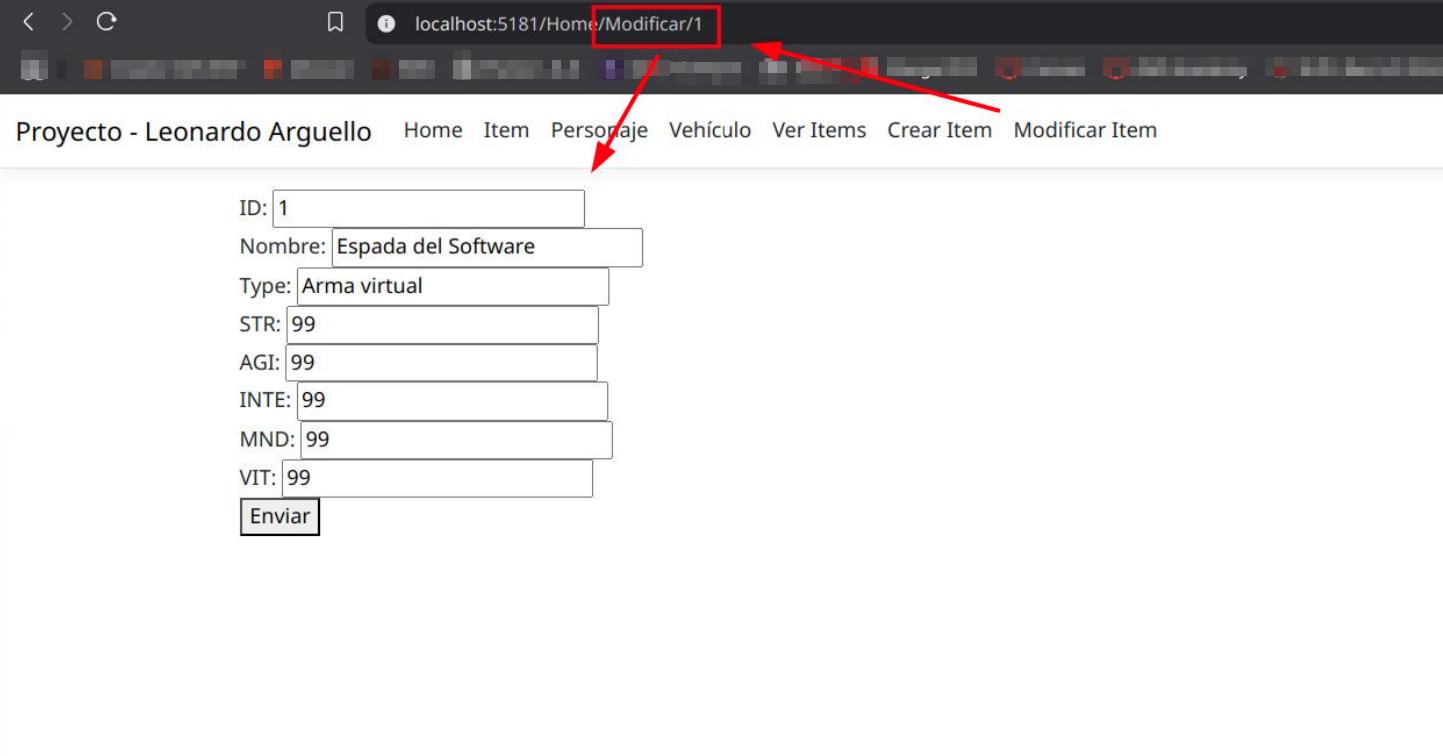 localhost:5181/Home/Modificar/1
Proyecto - Leonardo Arguello Home Item Personaje Vehículo Ver Items Crear Item Modificar Item
ID: 1
Nombre: Espada del Software
Type: Arma virtual
STR: 99
AGI: 99
INTE: 99
MND: 99
VIT: 99
Enviar